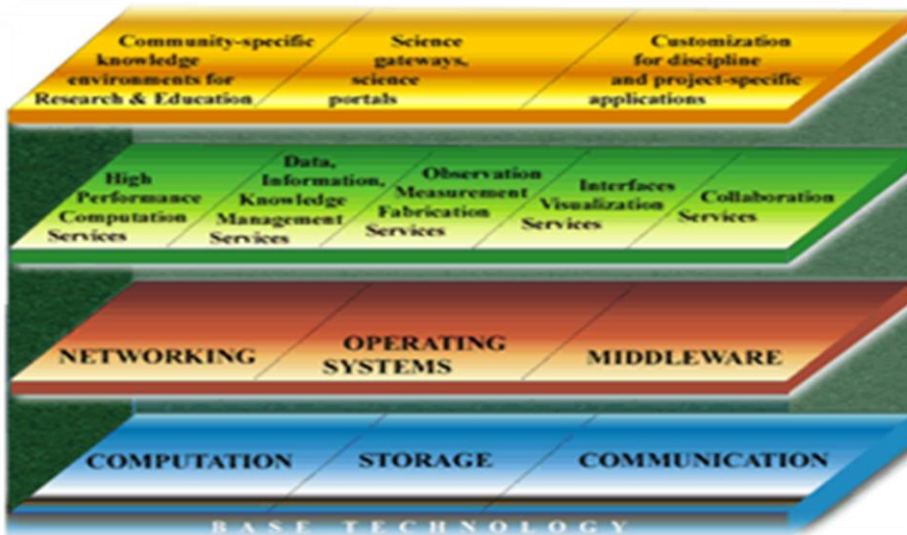 Community-specific
knowledge
environments for
Research & Education
Science
gateways,
science
portals
Customization
for discipline
and project-specific
applications
High
Performance
Computation
Services
Data,
Information,
Knowledge
Management
Services
Observation
Measurement
Fabrication
Services
Interfaces
Visualization
Services
Collaboration
Services
NETWORKING
OPERATING
SYSTEMS
MIDDLEWARE
COMPUTATION
STORAGE
COMMUNICATION
BASE TECHNOLOGY